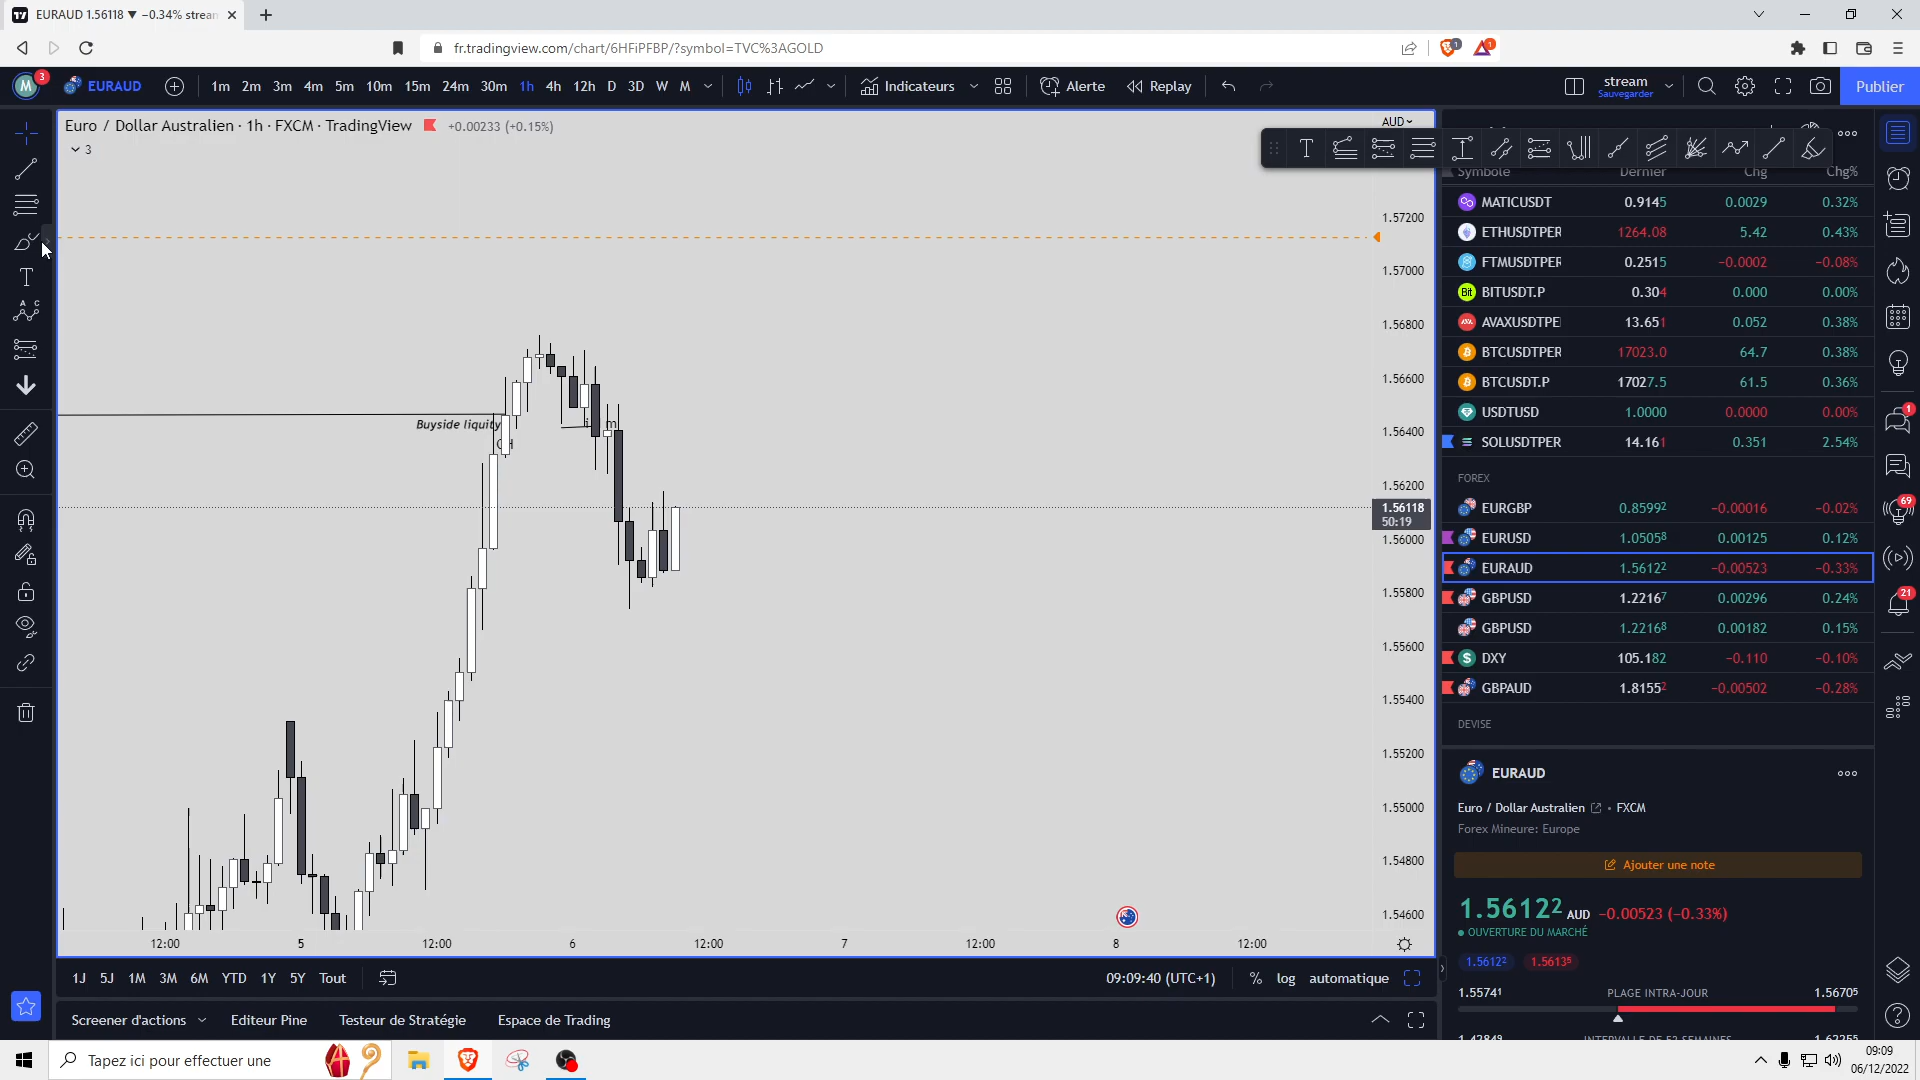 EURAUD 1.56118 ▼ −0.34% stream
fr.tradingview.com/chart/6HFiPFBP/?symbol=TVC%3AGOLD
1
1
M
3
EURAUD
1m 2m 3m 4m 5m 10m 15m 24m 30m 1h 4h 12h D 3D W M
Indicateurs
Alerte
Replay
stream
Sauvegarder
Publier
Euro / Dollar Australien · 1h · FXCM · TradingView
+0.00233 (+0.15%)
3
AUD
1.57200
1.57000
1.56800
1.56600
1.56400
1.56200
1.56118
50:19
1.56000
1.55800
1.55600
1.55400
1.55200
1.55000
1.54800
1.54600
Buyside liquity
12:00 5 12:00 6 12:00 7 12:00 8 12:00
1J 5J 1M 3M 6M YTD 1Y 5Y Tout
09:09:40 (UTC+1)
% log automatique
Screener d'actions
Editeur Pine
Testeur de Stratégie
Espace de Trading
Symbole Dernier Chg Chg%
MATICUSDT 0.9145 0.0029 0.32%
ETHUSDTPER 1264.08 5.42 0.43%
FTMUSDTPER 0.2515 −0.0002 −0.08%
BITUSDT.P 0.304 0.000 0.00%
AVAXUSDTPE 13.651 0.052 0.38%
BTCUSDTPER 17023.0 64.7 0.38%
BTCUSDT.P 17027.5 61.5 0.36%
USDTUSD 1.0000 0.0000 0.00%
SOLUSDTPER 14.161 0.351 2.54%
FOREX
EURGBP 0.85992 −0.00016 −0.02%
EURUSD 1.05058 0.00125 0.12%
EURAUD 1.56122 −0.00523 −0.33%
GBPUSD 1.22167 0.00296 0.24%
GBPUSD 1.22168 0.00182 0.15%
DXY 105.182 −0.110 −0.10%
GBPAUD 1.81552 −0.00502 −0.28%
DEVISE
EURAUD
Euro / Dollar Australien • FXCM
Forex Mineure: Europe
Ajouter une note
1.56122 AUD −0.00523 (−0.33%)
OUVERTURE DU MARCHÉ
1.56122 1.56135
1.55741 PLAGE INTRA-JOUR 1.56705
1
69
21
Tapez ici pour effectuer une
09:09
06/12/2022